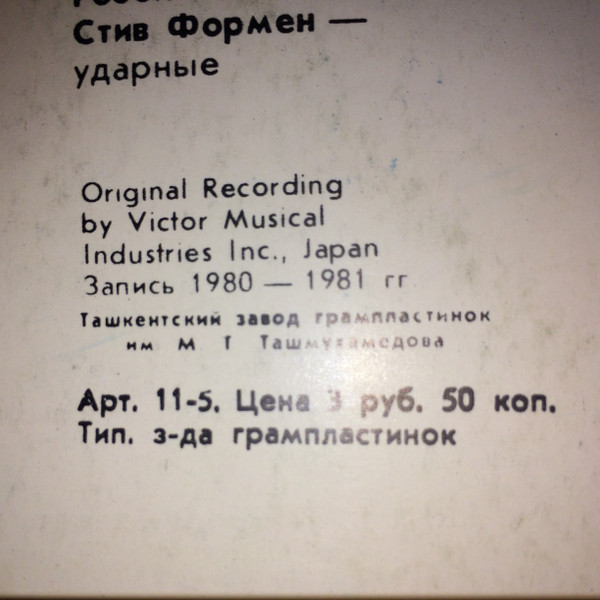 Стив Формен —
ударные
Original Recording
by Victor Musical
Industries Inc., Japan
Запись 1980 — 1981 гг
Ташкентский завод грампластинок
им М Т Ташмухамедова
Арт. 11-5. Цена 3 руб. 50 коп.
Тип. з-да грампластинок